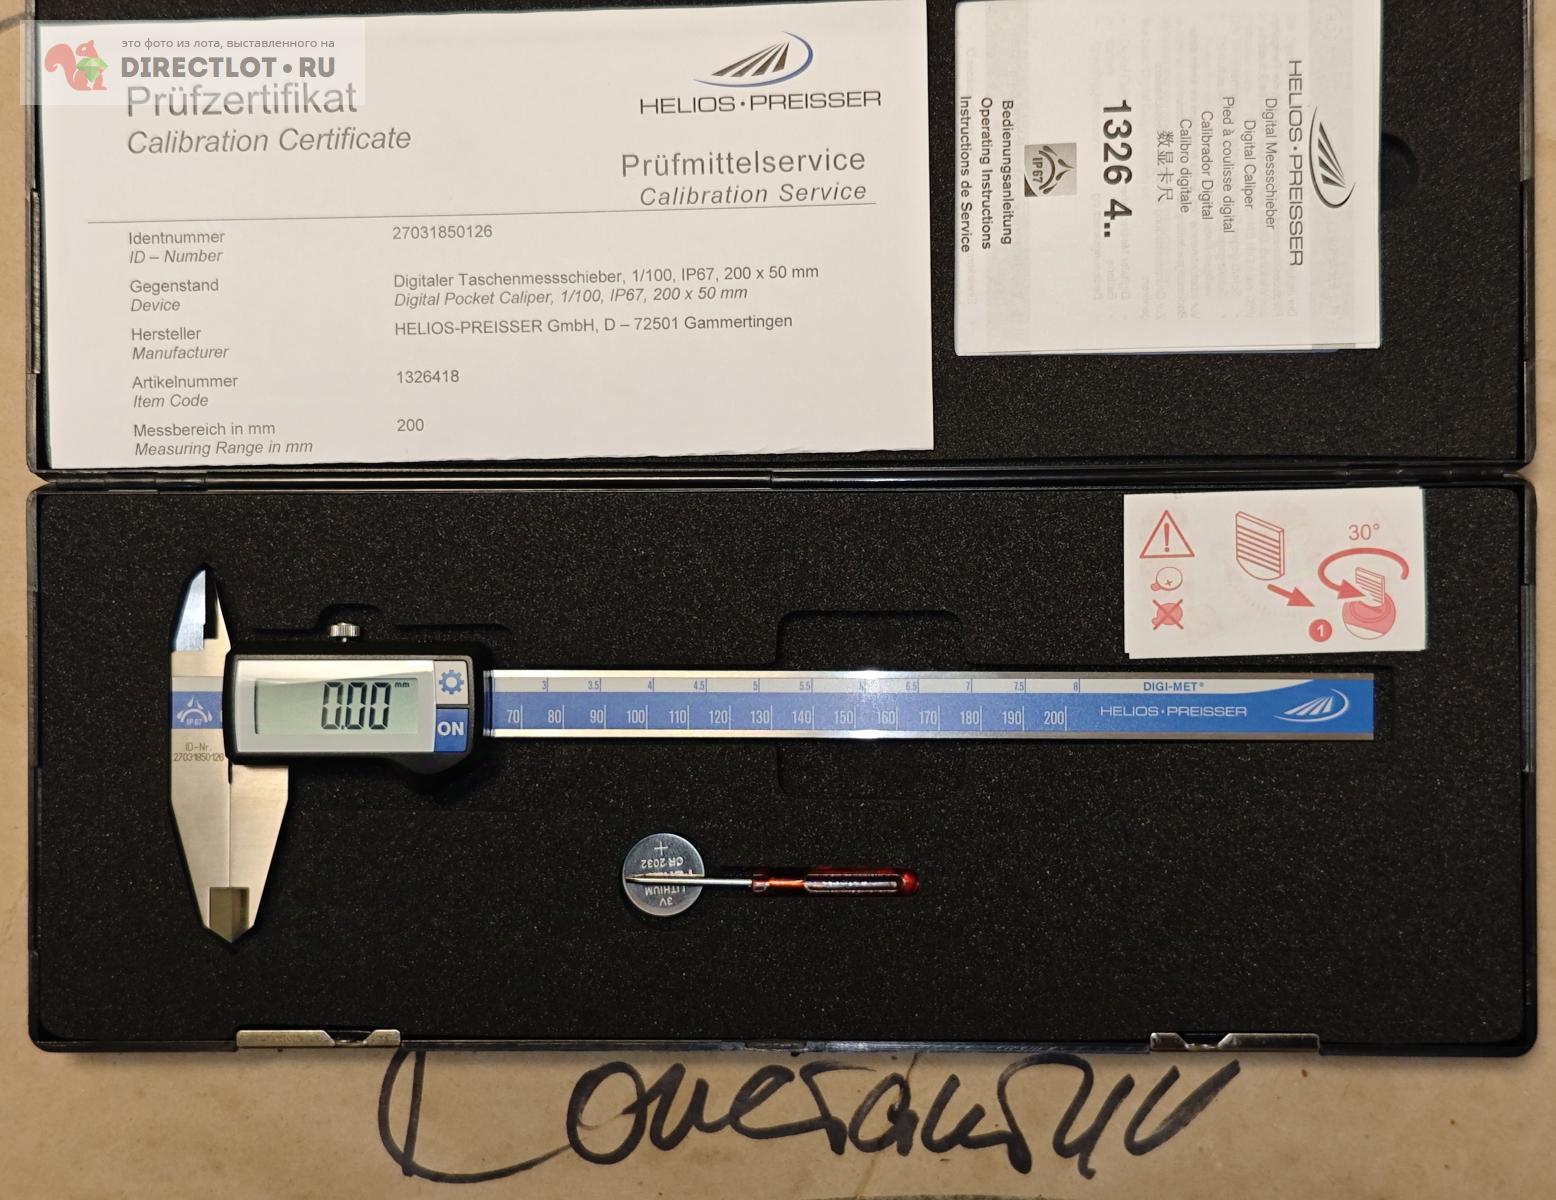 это фото из лота, выставленного на
DIRECTLOT.RU
Prüfzertifikat
Calibration Certificate
HELIOS·PREISSER
Prüfmittelservice
Calibration Service
Identnummer 27031850126
ID – Number
Gegenstand Digitaler Taschenmessschieber, 1/100, IP67, 200 x 50 mm
Device Digital Pocket Caliper, 1/100, IP67, 200 x 50 mm
Hersteller HELIOS-PREISSER GmbH, D – 72501 Gammertingen
Manufacturer
Artikelnummer 1326418
Item Code
Messbereich in mm 200
Measuring Range in mm
HELIOS·PREISSER
Digital Messschieber
Digital Caliper
Pied à coulisse digital
Calibrador Digital
Calibro digitale
数显卡尺
1326 4..
IP67
Bedienungsanleitung
Operating Instructions
Instructions de Service
30°
1
0.00 mm
ON
IP67
ID-Nr.
27031850126
3 3.5 4 4.5 5 5.5 6 6.5 7 7.5 8
70 80 90 100 110 120 130 140 150 160 170 180 190 200
DIGI-MET®
HELIOS·PREISSER
+
CR 2032
LITHIUM
3V